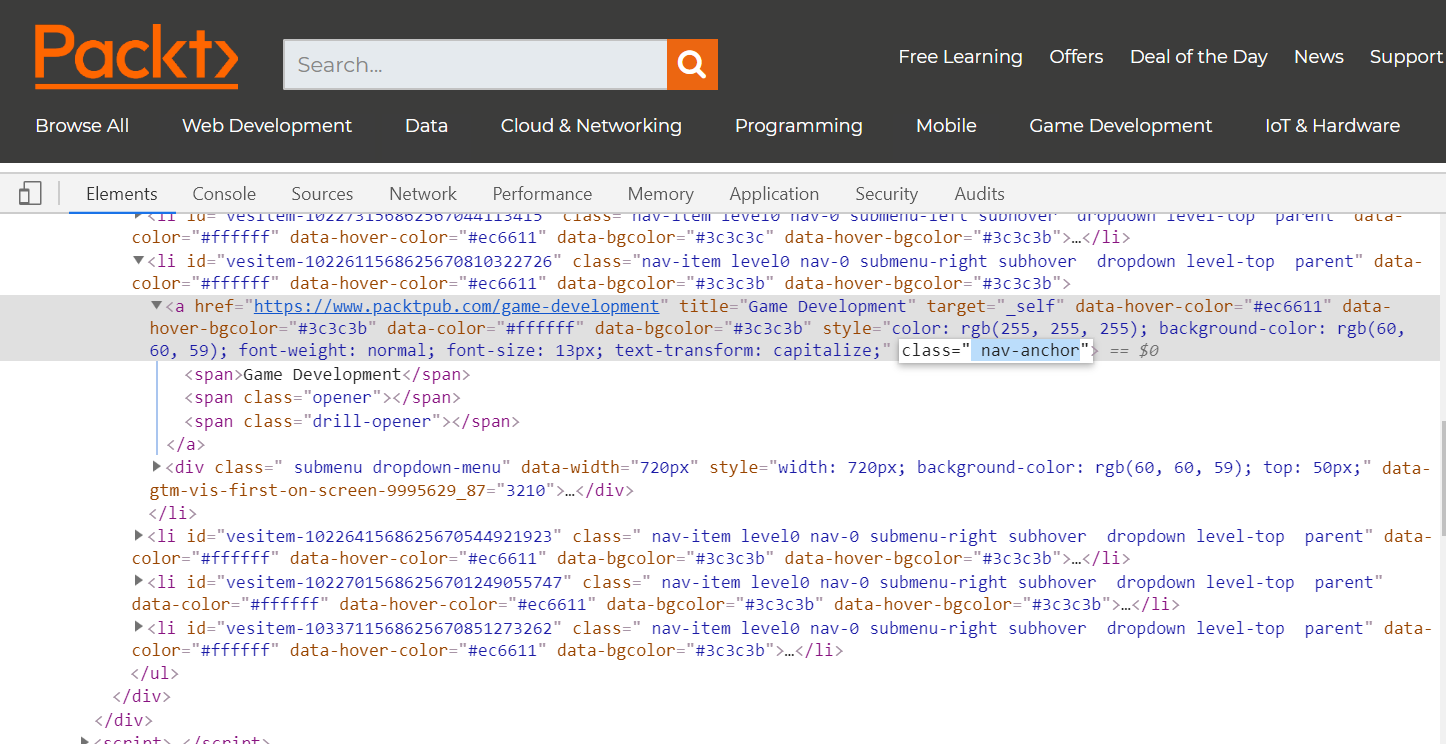 Packt>
Search...
Free Learning Offers Deal of the Day News Support
Browse All Web Development Data Cloud & Networking Programming Mobile Game Development IoT & Hardware
Elements Console Sources Network Performance Memory Application Security Audits
<li id="vesitem-102273156862567044113415" class=" nav-item level0 nav-0 submenu-left subhover  dropdown level-top  parent" data-
color="#ffffff" data-hover-color="#ec6611" data-bgcolor="#3c3c3c" data-hover-bgcolor="#3c3c3b">…</li>
<li id="vesitem-1022611568625670810322726" class="nav-item level0 nav-0 submenu-right subhover  dropdown level-top  parent" data-
color="#ffffff" data-hover-color="#ec6611" data-bgcolor="#3c3c3b" data-hover-bgcolor="#3c3c3b">
<a href="https://www.packtpub.com/game-development" title="Game Development" target="_self" data-hover-color="#ec6611" data-
hover-bgcolor="#3c3c3b" data-color="#ffffff" data-bgcolor="#3c3c3b" style="color: rgb(255, 255, 255); background-color: rgb(60,
60, 59); font-weight: normal; font-size: 13px; text-transform: capitalize;" class=" nav-anchor"> == $0
<span>Game Development</span>
<span class="opener"></span>
<span class="drill-opener"></span>
</a>
<div class=" submenu dropdown-menu" data-width="720px" style="width: 720px; background-color: rgb(60, 60, 59); top: 50px;" data-
gtm-vis-first-on-screen-9995629_87="3210">…</div>
</li>
<li id="vesitem-1022641568625670544921923" class=" nav-item level0 nav-0 submenu-right subhover  dropdown level-top  parent" data-
color="#ffffff" data-hover-color="#ec6611" data-bgcolor="#3c3c3b" data-hover-bgcolor="#3c3c3b">…</li>
<li id="vesitem-10227015686256701249055747" class=" nav-item level0 nav-0 submenu-right subhover  dropdown level-top  parent"
data-color="#ffffff" data-hover-color="#ec6611" data-bgcolor="#3c3c3b" data-hover-bgcolor="#3c3c3b">…</li>
<li id="vesitem-1033711568625670851273262" class=" nav-item level0 nav-0 submenu-right subhover  dropdown level-top  parent" data-
color="#ffffff" data-hover-color="#ec6611" data-bgcolor="#3c3c3b">…</li>
</ul>
</div>
</div>
<script>…</script>